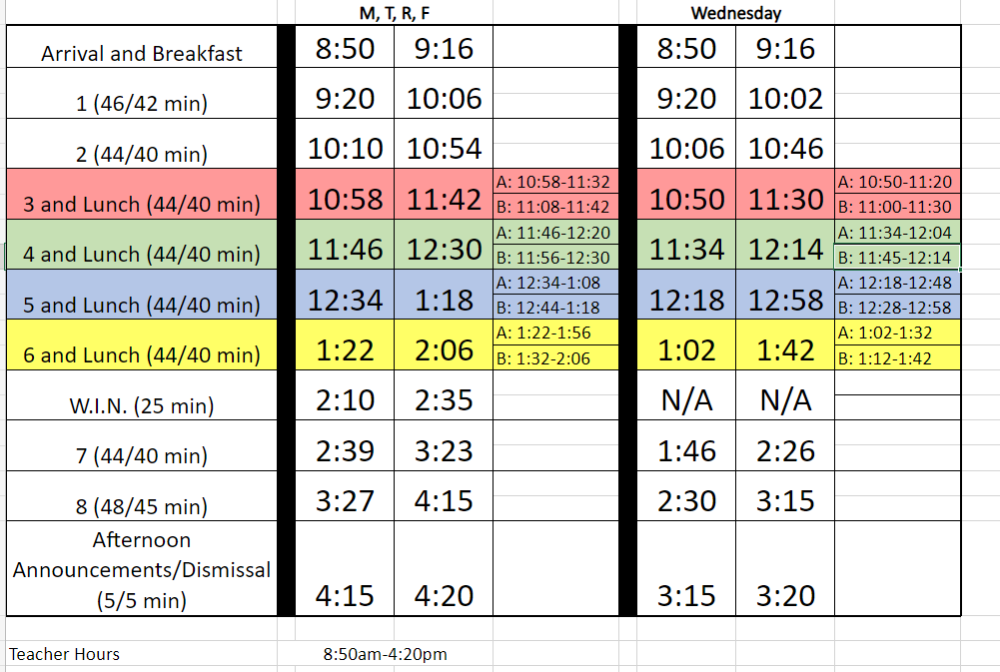 M, T, R, F Wednesday
Arrival and Breakfast 8:50 9:16 8:50 9:16
1 (46/42 min) 9:20 10:06 9:20 10:02
2 (44/40 min) 10:10 10:54 10:06 10:46
3 and Lunch (44/40 min) 10:58 11:42 A: 10:58-11:32 10:50 11:30 A: 10:50-11:20
B: 11:08-11:42 B: 11:00-11:30
4 and Lunch (44/40 min) 11:46 12:30 A: 11:46-12:20 11:34 12:14 A: 11:34-12:04
B: 11:56-12:30 B: 11:45-12:14
5 and Lunch (44/40 min) 12:34 1:18 A: 12:34-1:08 12:18 12:58 A: 12:18-12:48
B: 12:44-1:18 B: 12:28-12:58
6 and Lunch (44/40 min) 1:22 2:06 A: 1:22-1:56 1:02 1:42 A: 1:02-1:32
B: 1:32-2:06 B: 1:12-1:42
W.I.N. (25 min) 2:10 2:35 N/A N/A
7 (44/40 min) 2:39 3:23 1:46 2:26
8 (48/45 min) 3:27 4:15 2:30 3:15
Afternoon
Announcements/Dismissal
(5/5 min) 4:15 4:20 3:15 3:20
Teacher Hours 8:50am-4:20pm